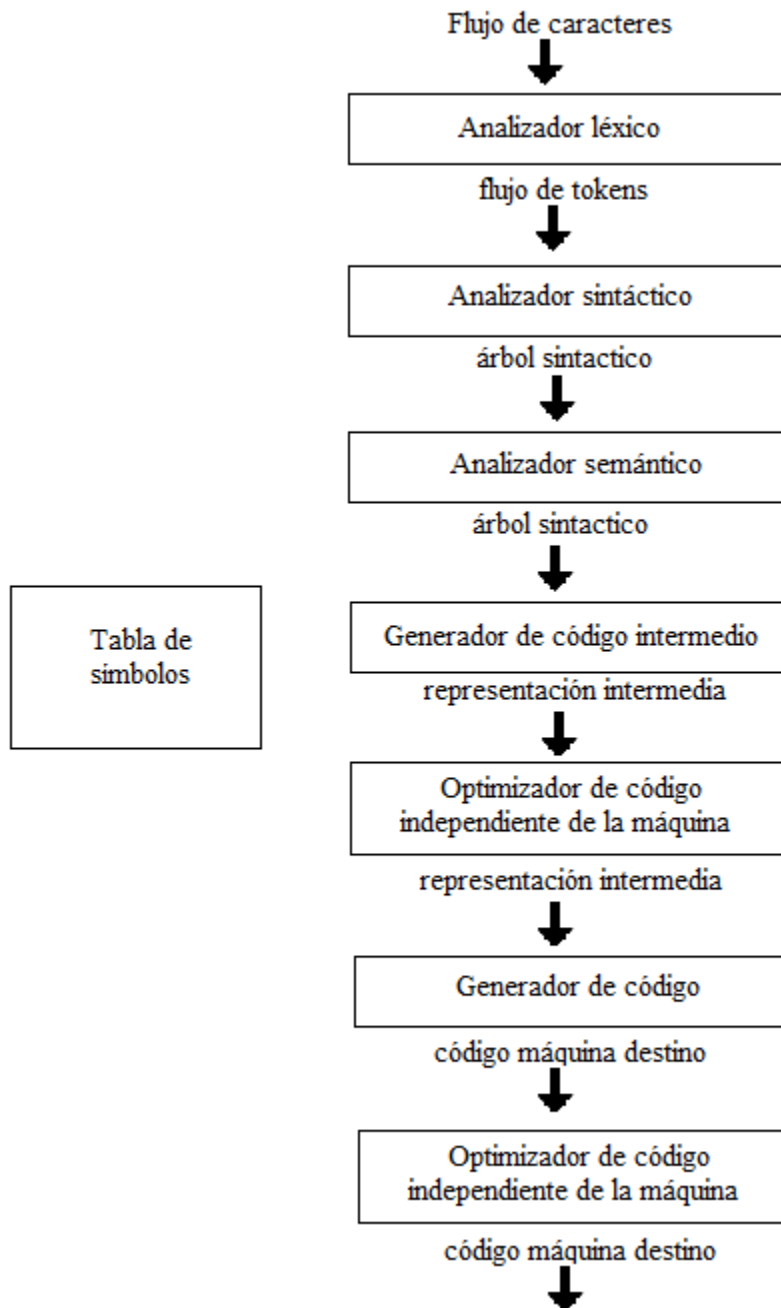 Flujo de caracteres
Analizador léxico
flujo de tokens
Analizador sintáctico
árbol sintactico
Analizador semántico
árbol sintactico
Tabla de
simbolos
Generador de código intermedio
representación intermedia
Optimizador de código
independiente de la máquina
representación intermedia
Generador de código
código máquina destino
Optimizador de código
independiente de la máquina
código máquina destino